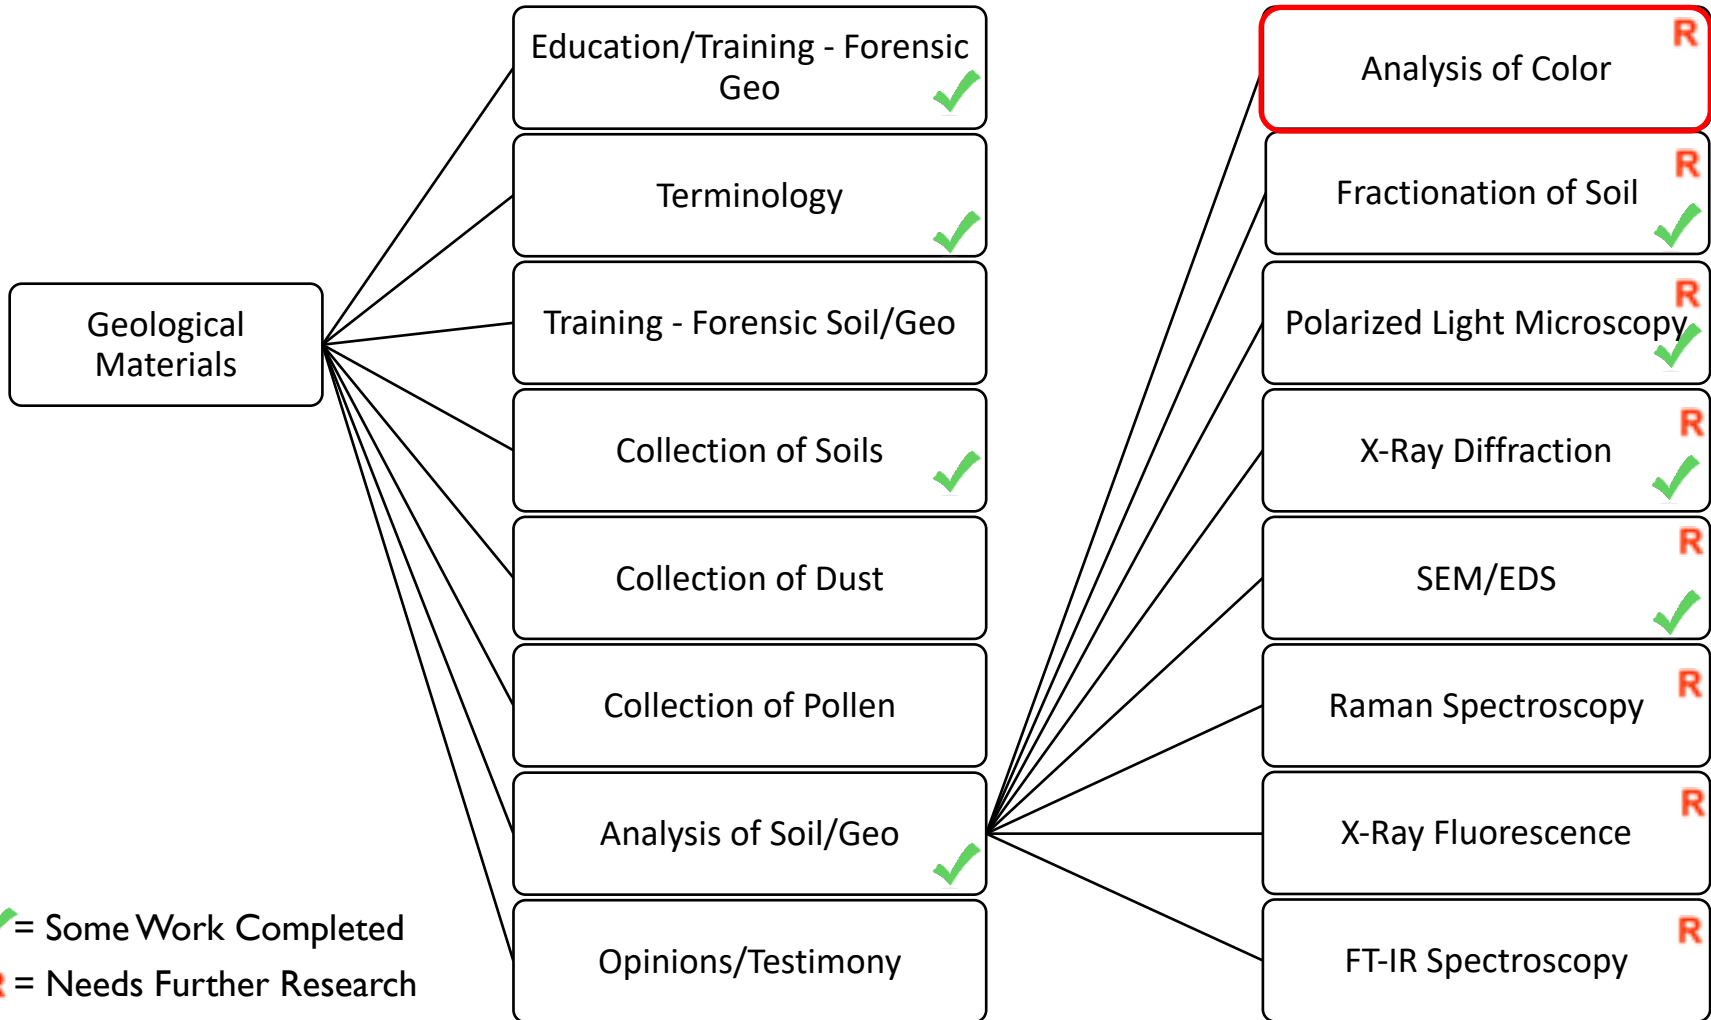 Geological
Materials
Education/Training - Forensic
Geo
Terminology
Training - Forensic Soil/Geo
Collection of Soils
Collection of Dust
Collection of Pollen
Analysis of Soil/Geo
Opinions/Testimony
R
Analysis of Color
R
Fractionation of Soil
R
Polarized Light Microscopy
R
X-Ray Diffraction
R
SEM/EDS
R
Raman Spectroscopy
R
X-Ray Fluorescence
R
FT-IR Spectroscopy
= Some Work Completed
R = Needs Further Research